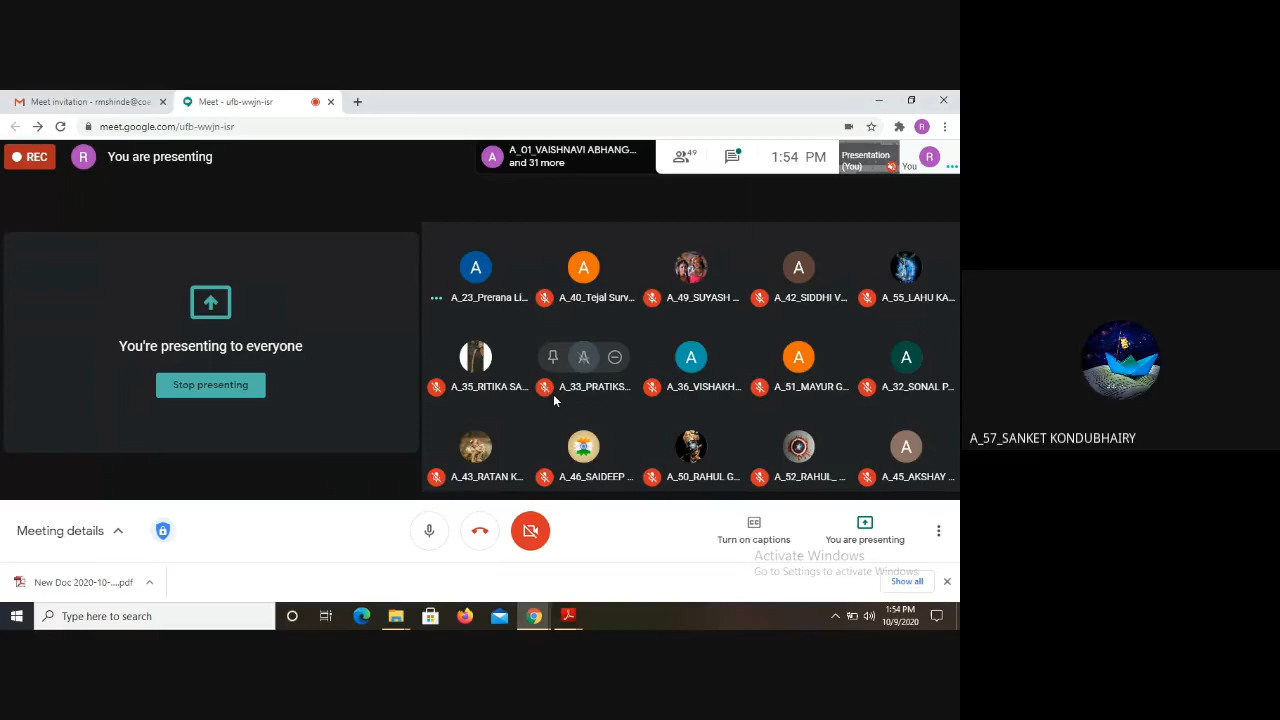 Meet invitation - rmshinde@coe
Meet - ufb-wwjn-isr
meet.google.com/ufb-wwjn-isr
R
REC
R
You are presenting
A
A_01_VAISHNAVI ABHANG...
and 31 more
49
1:54 PM
Presentation
(You)
You
R
A
A
A
A_23_Prerana Li...
A_40_Tejal Surv...
A_49_SUYASH ...
A_42_SIDDHI V...
A_55_LAHU KA...
You're presenting to everyone
Stop presenting
A
A
A
A
A_35_RITIKA SA...
A_33_PRATIKS...
A_36_VISHAKH...
A_51_MAYUR G...
A_32_SONAL P...
A
A_43_RATAN K...
A_46_SAIDEEP ...
A_50_RAHUL G...
A_52_RAHUL_ ...
A_45_AKSHAY ...
A_57_SANKET KONDUBHAIRY
Meeting details
CC
Turn on captions
You are presenting
Activate Windows
Go to Settings to activate Windows.
New Doc 2020-10-....pdf
Show all
Type here to search
1:54 PM
10/9/2020